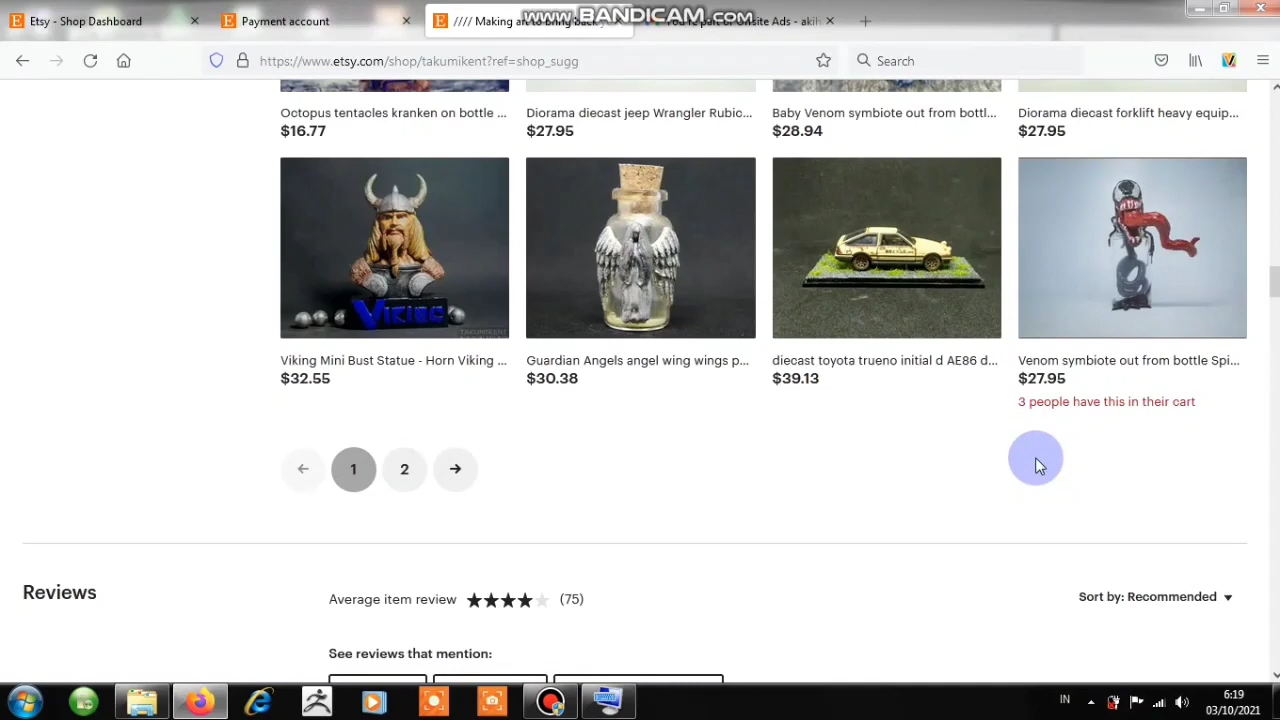 Etsy - Shop Dashboard
Payment account
//// Making art to bring back y
You're part of Offsite Ads - akih
www.BANDICAM.com
https://www.etsy.com/shop/takumikent?ref=shop_sugg
Search
Octopus tentacles kranken on bottle ...
$16.77
Diorama diecast jeep Wrangler Rubic...
$27.95
Baby Venom symbiote out from bottl...
$28.94
Diorama diecast forklift heavy equip...
$27.95
VIKING
TAKUMIKENT
Viking Mini Bust Statue - Horn Viking ...
$32.55
Guardian Angels angel wing wings p...
$30.38
diecast toyota trueno initial d AE86 d...
$39.13
Venom symbiote out from bottle Spi...
$27.95
3 people have this in their cart
1
2
Reviews
Average item review
(75)
Sort by: Recommended
See reviews that mention:
IN
6:19
03/10/2021